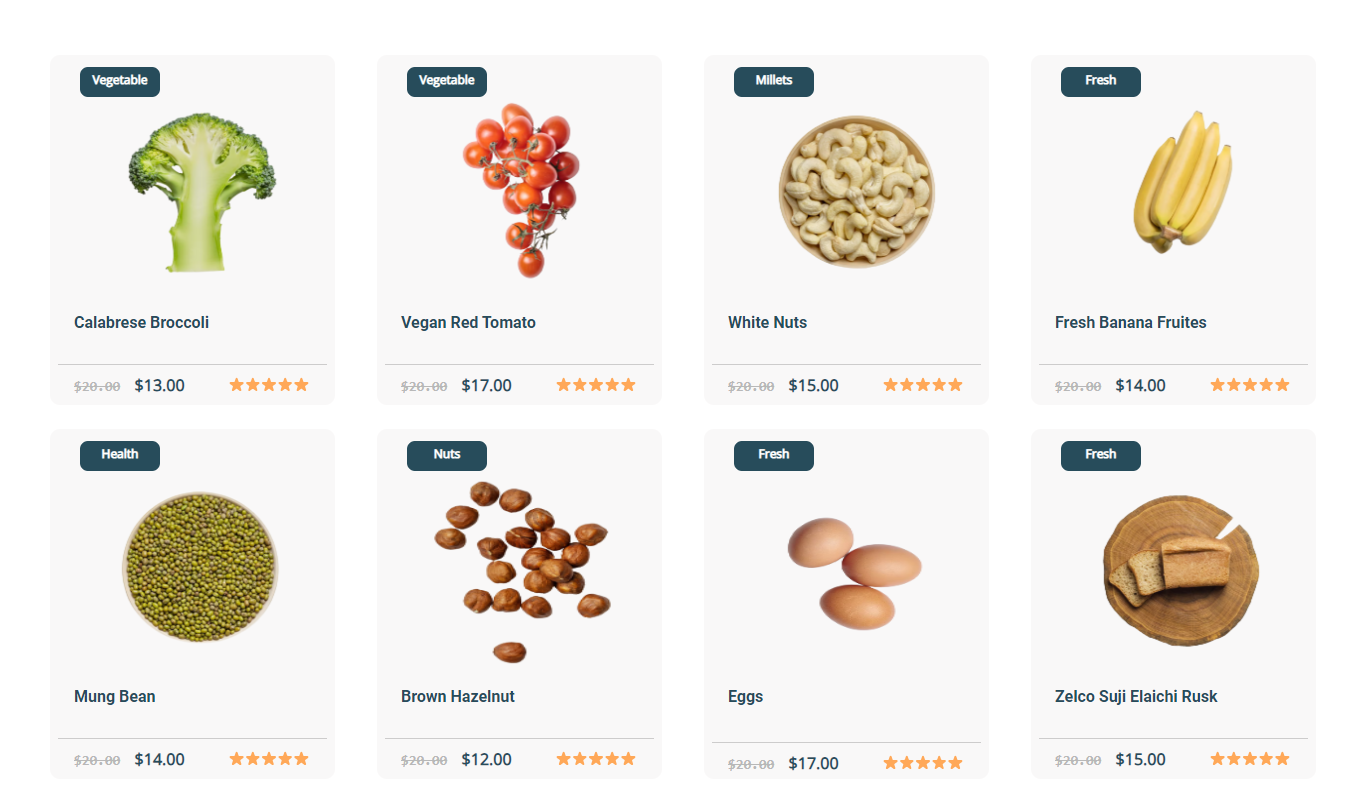 Vegetable
Vegetable
Millets
Fresh
Calabrese Broccoli
Vegan Red Tomato
White Nuts
Fresh Banana Fruites
$20.00 $13.00
$20.00 $17.00
$20.00 $15.00
$20.00 $14.00
Health
Nuts
Fresh
Fresh
Mung Bean
Brown Hazelnut
Eggs
Zelco Suji Elaichi Rusk
$20.00 $14.00
$20.00 $12.00
$20.00 $17.00
$20.00 $15.00